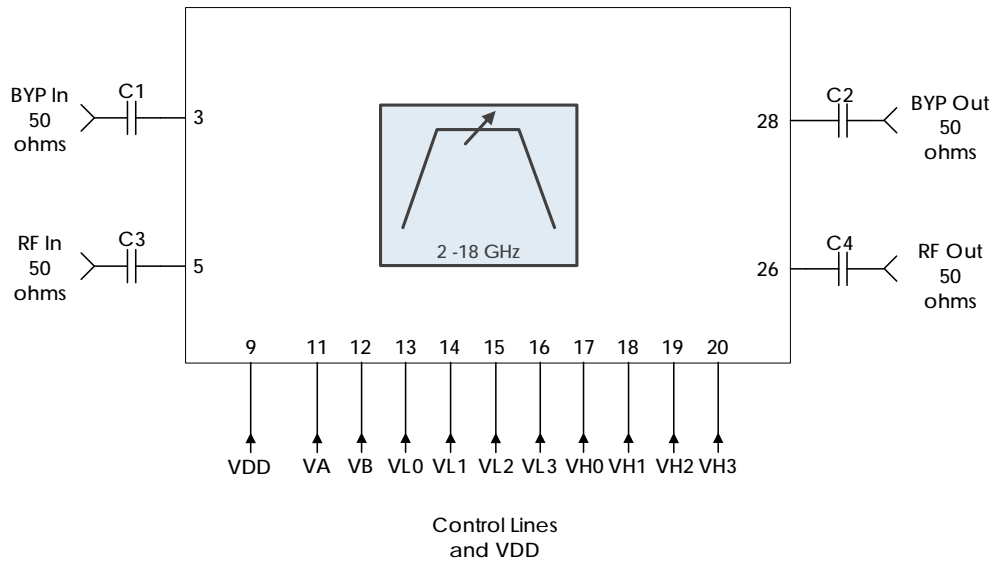 BYP In
50
ohms
C1
3
28
C2
BYP Out
50
ohms
RF In
50
ohms
C3
5
2 -18 GHz
26
C4
RF Out
50
ohms
9 11 12 13 14 15 16 17 18 19 20
VDD VA VB VL0 VL1 VL2 VL3 VH0 VH1 VH2 VH3
Control Lines
and VDD